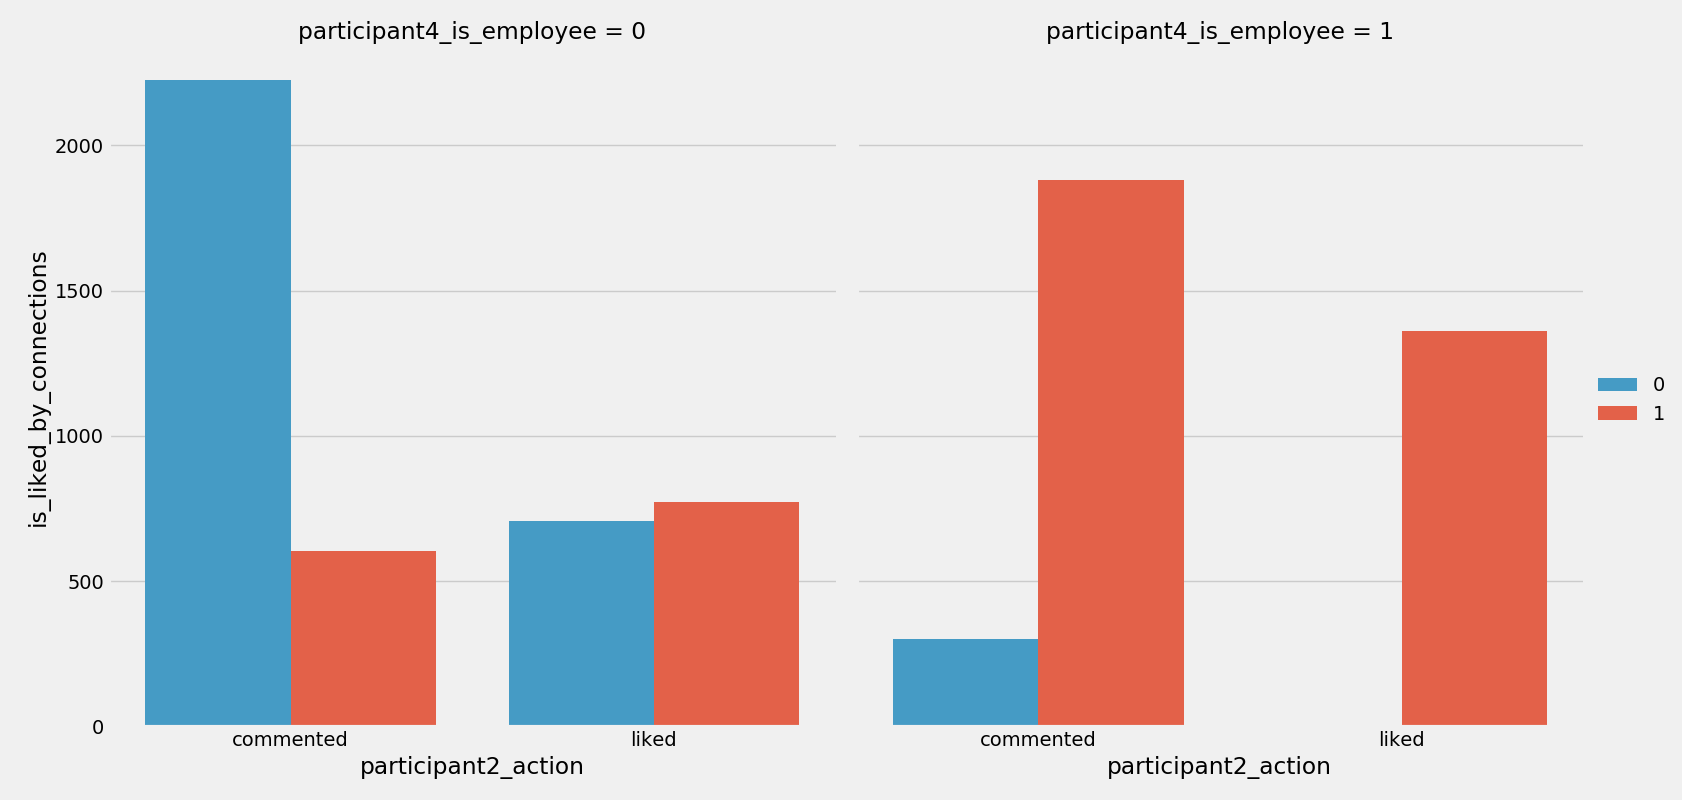 participant4_is_employee = 0
participant4_is_employee = 1
is_liked_by_connections
2000
1500
1000
500
0
commented
liked
commented
liked
participant2_action
participant2_action
0
1